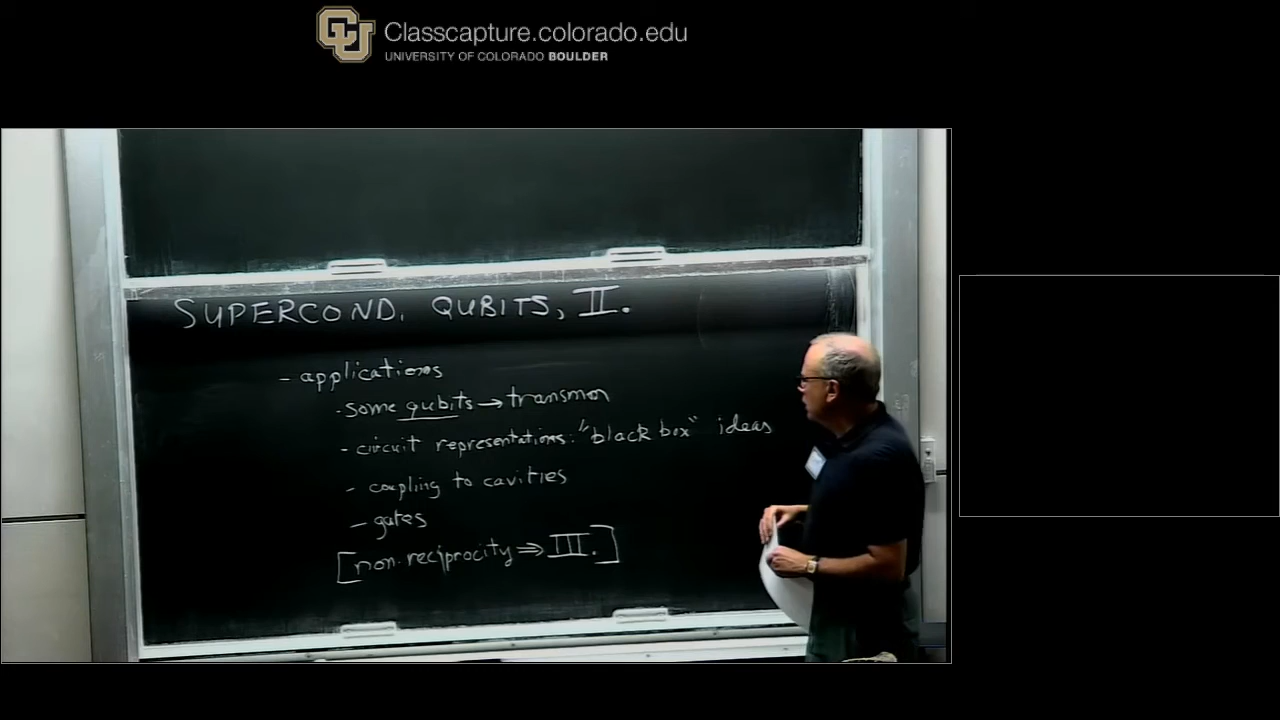 CU Classcapture.colorado.edu
UNIVERSITY OF COLORADO BOULDER
SUPERCOND. QUBITS, II.
- applications
- some qubits → transmon
- circuit representations: "black box" ideas
- coupling to cavities
- gates
[non-reciprocity ⇒ III.]